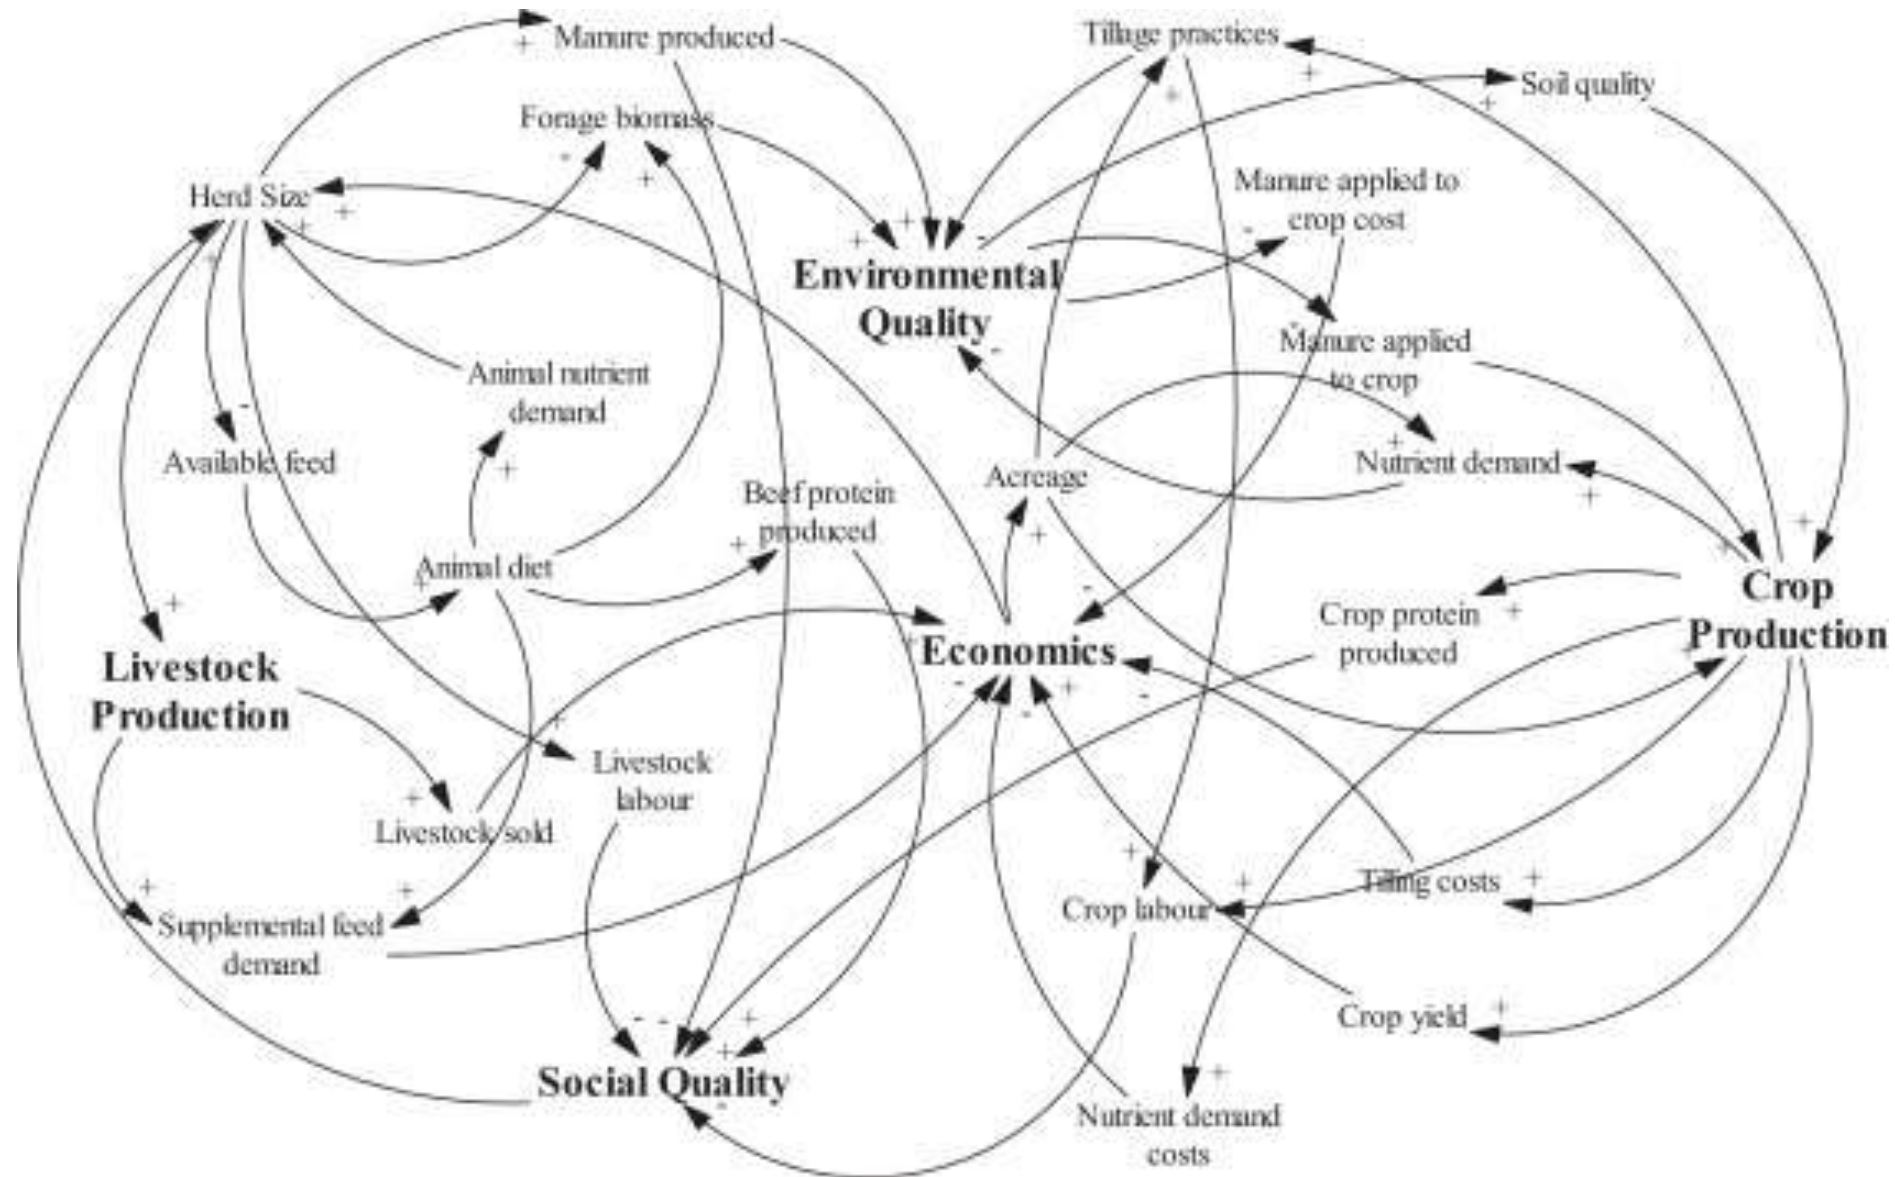 Manure produced
Tillage practices
Soil quality
Forage biomass
Herd Size
Manure applied to
crop cost
Environmental
Quality
Manure applied
to crop
Animal nutrient
demand
Available feed
Acreage
Nutrient demand
Beef protein
produced
Animal diet
Crop
Production
Crop protein
produced
Economics
Livestock
Production
Livestock
labour
Livestock sold
Tilling costs
Crop labour
Supplemental feed
demand
Crop yield
Social Quality
Nutrient demand
costs